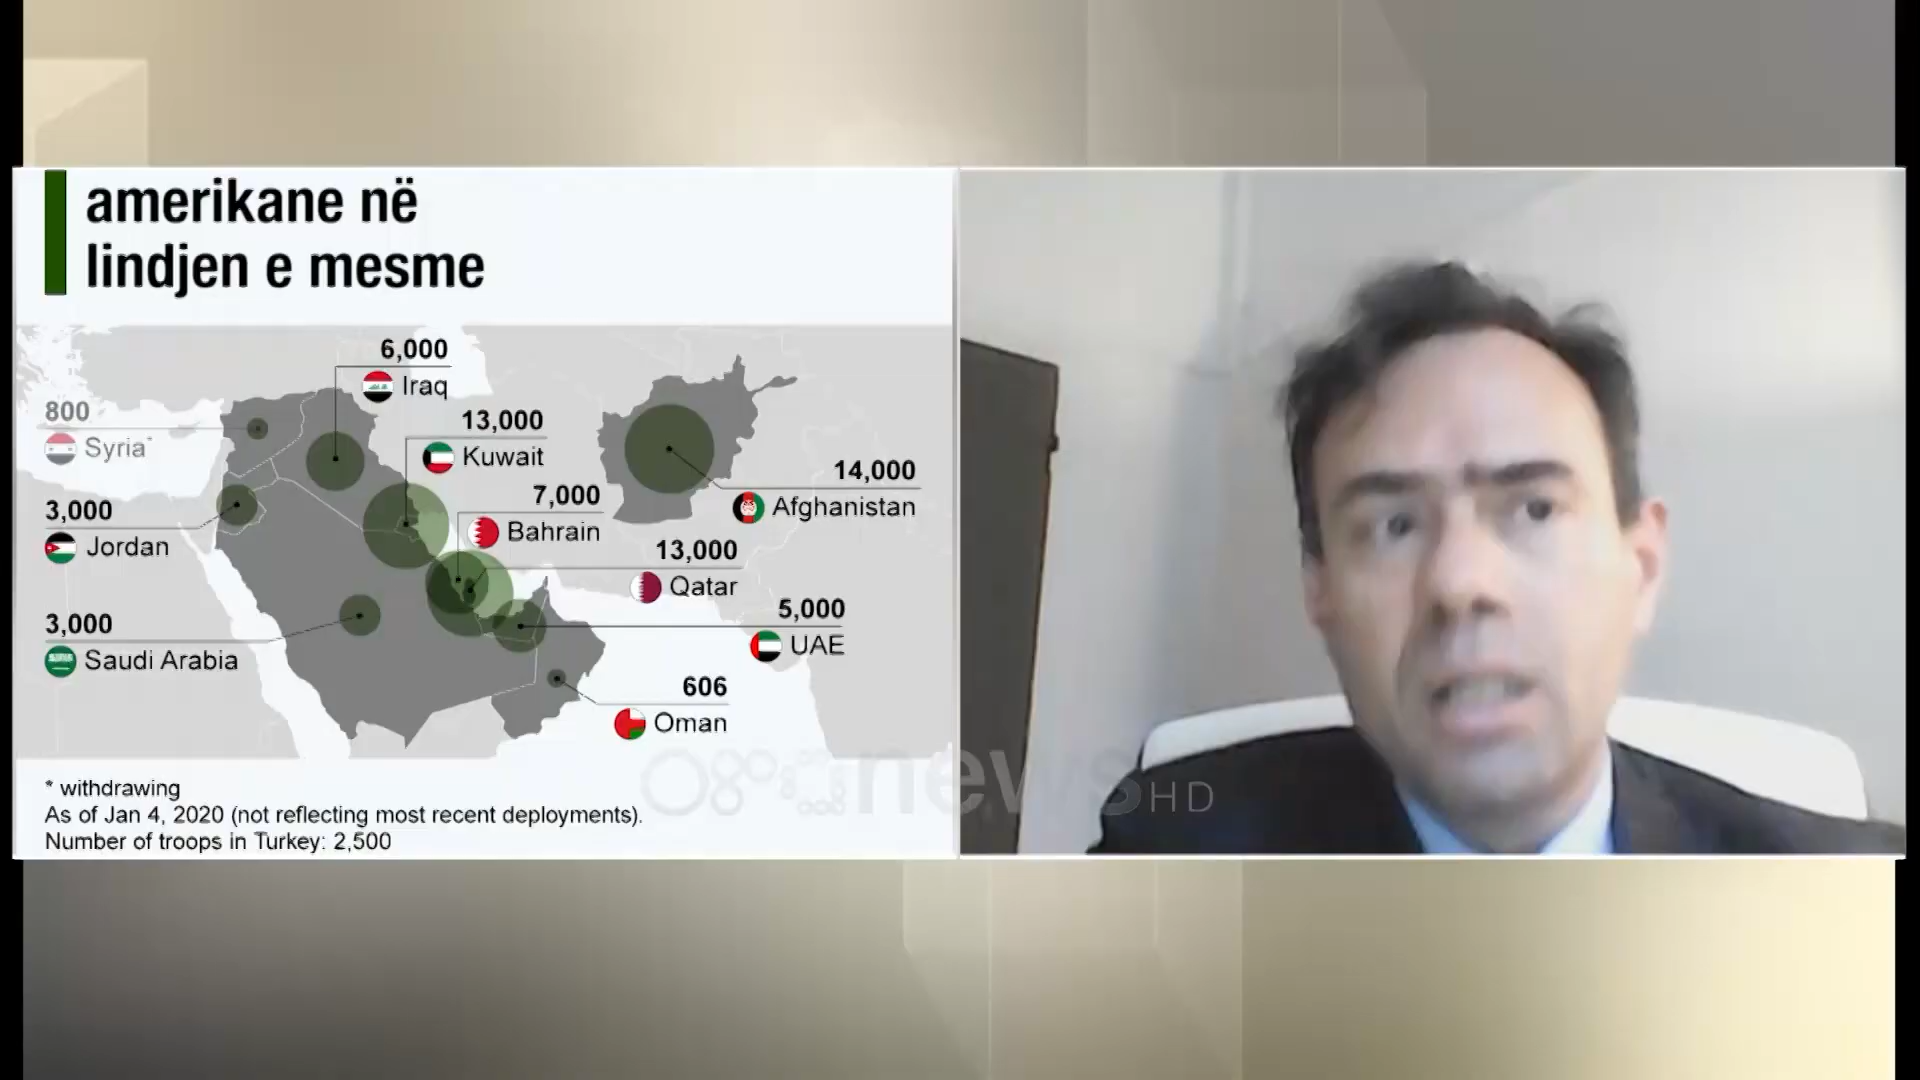 amerikane në
lindjen e mesme
6,000
Iraq
800
Syria*
13,000
Kuwait
7,000
Bahrain
14,000
Afghanistan
3,000
Jordan
13,000
Qatar
5,000
UAE
3,000
Saudi Arabia
606
Oman
news HD
* withdrawing
As of Jan 4, 2020 (not reflecting most recent deployments).
Number of troops in Turkey: 2,500